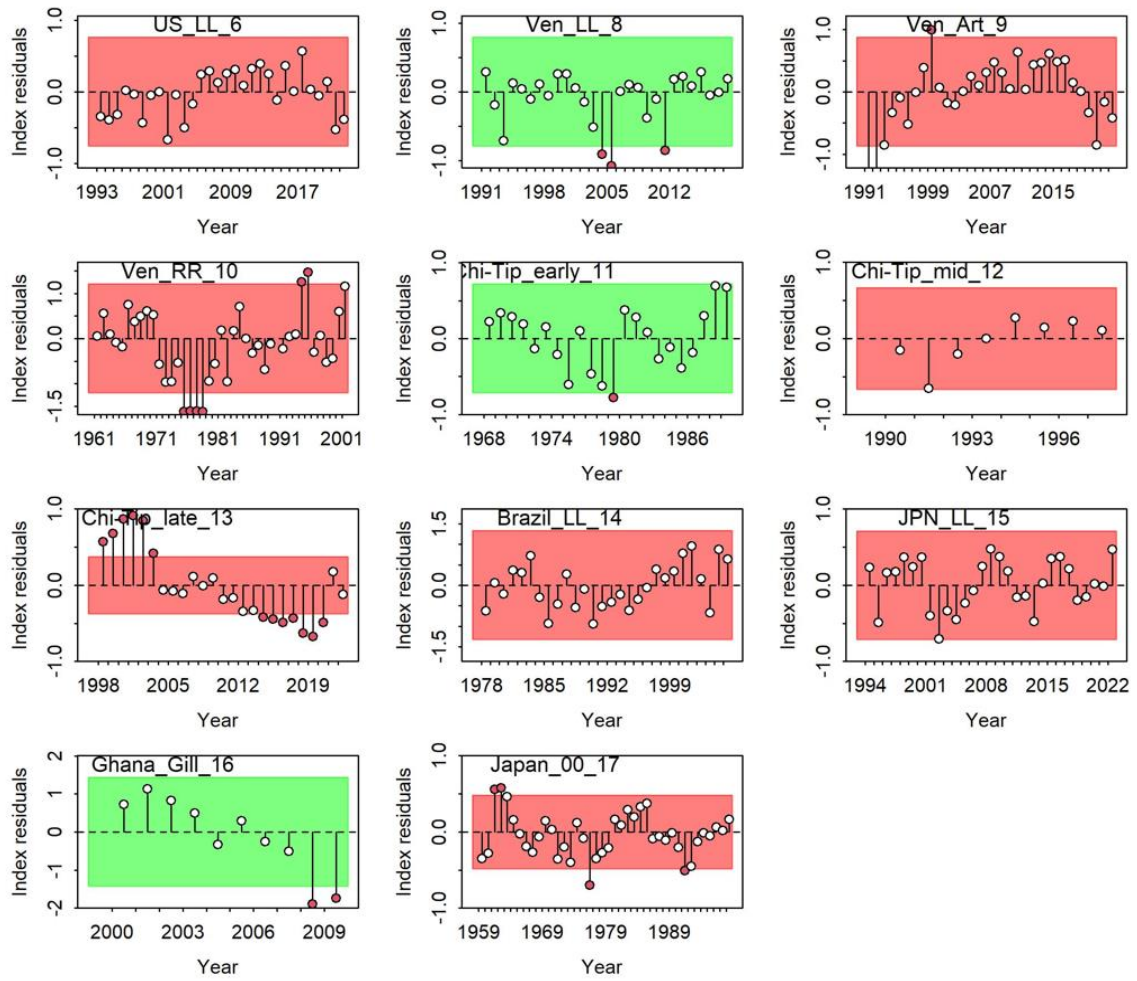 US_LL_6
Index residuals
-1.0 0.0 1.0
1993 2001 2009 2017
Year
Ven_LL_8
Index residuals
-1.0 0.0 1.0
1991 1998 2005 2012
Year
Ven_Art_9
Index residuals
-1.0 0.0 1.0
1991 1999 2007 2015
Year
Ven_RR_10
Index residuals
-1.5 0.0 1.0
1961 1971 1981 1991 2001
Year
Chi-Tip_early_11
Index residuals
-1.0 0.0 1.0
1968 1974 1980 1986
Year
Chi-Tip_mid_12
Index residuals
-1.0 0.0 1.0
1990 1993 1996
Year
Chi-Tip_late_13
Index residuals
-1.0 0.0 1.0
1998 2005 2012 2019
Year
Brazil_LL_14
Index residuals
-1.5 0.0 1.5
1978 1985 1992 1999
Year
JPN_LL_15
Index residuals
-1.0 0.0 1.0
1994 2001 2008 2015 2022
Year
Ghana_Gill_16
Index residuals
-2 -1 0 1 2
2000 2003 2006 2009
Year
Japan_00_17
Index residuals
-1.0 0.0 1.0
1959 1969 1979 1989
Year